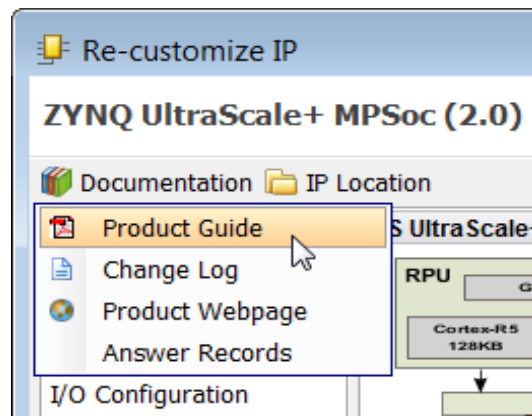 Re-customize IP
ZYNQ UltraScale+ MPSoc (2.0)
Documentation IP Location
Product Guide
Change Log
Product Webpage
Answer Records
I/O Configuration
S UltraScale+
RPU
G
Cortex-R5
128KB